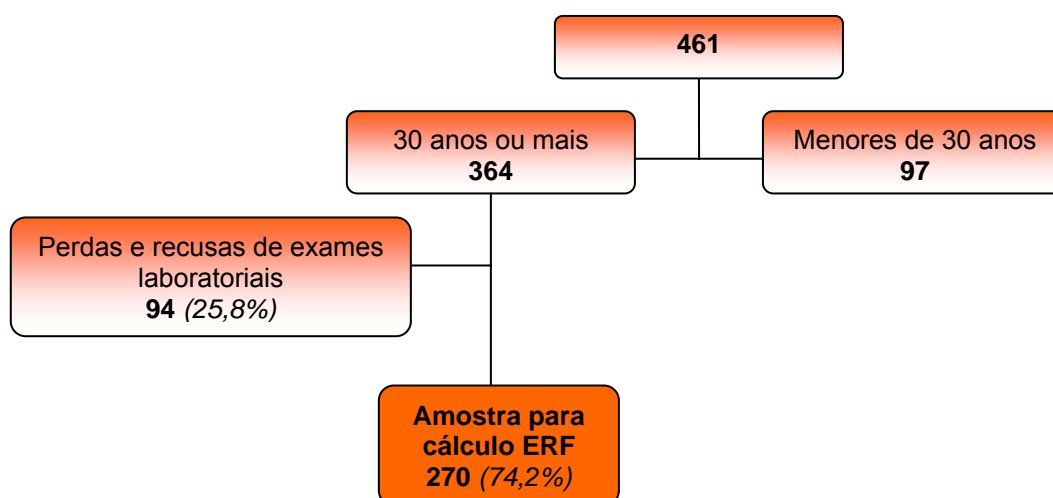 461
30 anos ou mais
364
Menores de 30 anos
97
Perdas e recusas de exames
laboratoriais
94 (25,8%)
Amostra para
cálculo ERF
270 (74,2%)